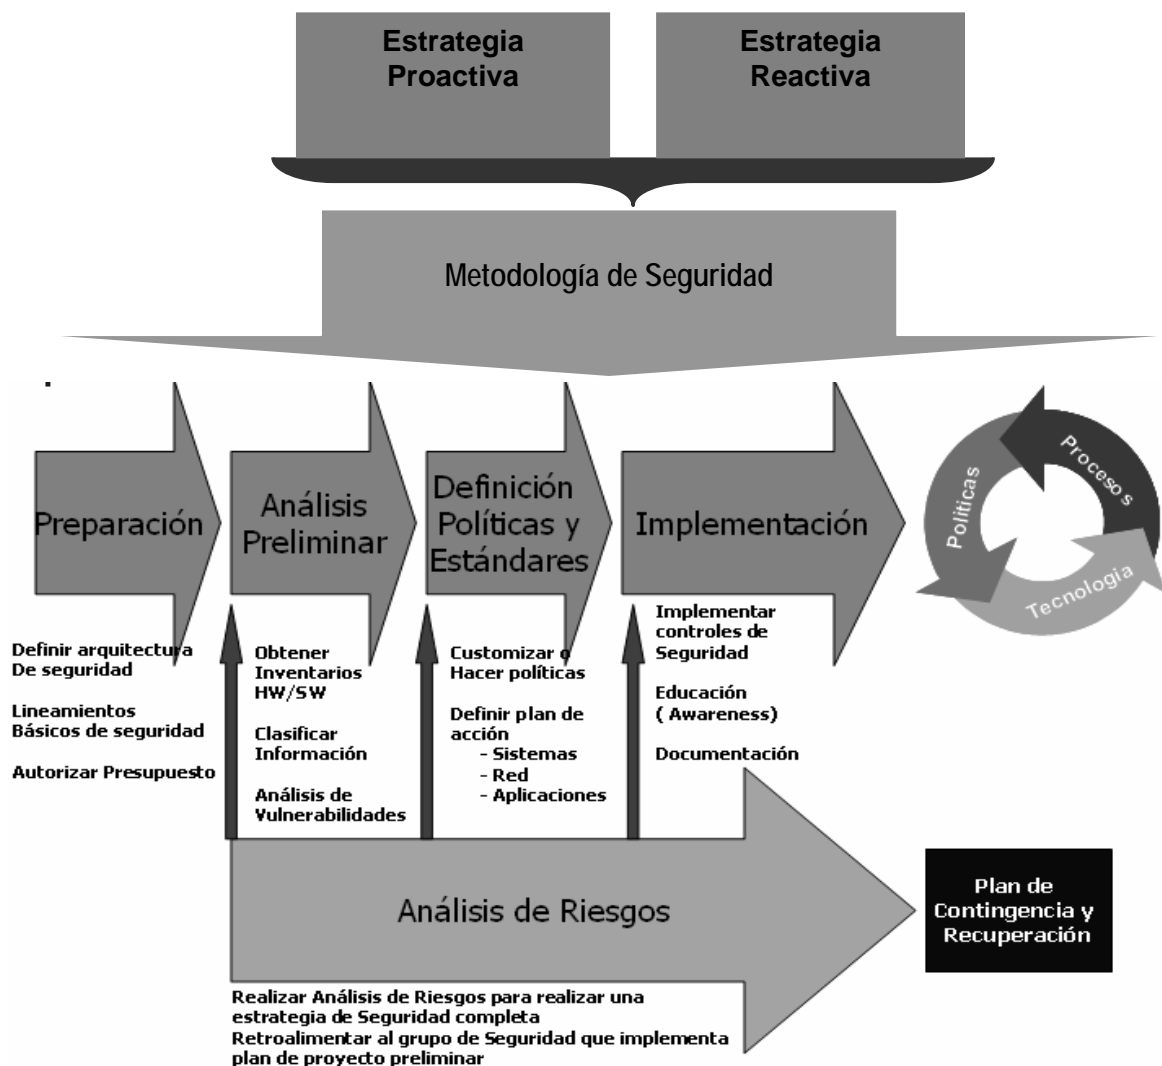 Estrategia
Proactiva
Estrategia
Reactiva
Metodología de Seguridad
Preparación
Análisis
Preliminar
Definición
Políticas y
Estándares
Implementación
Políticas
Procesos
Tecnologia
Definir arquitectura
De seguridad
Lineamientos
Básicos de seguridad
Autorizar Presupuesto
Obtener
Inventarios
HW/SW
Clasificar
Información
Análisis de
Vulnerabilidades
Customizar o
Hacer políticas
Definir plan de
acción
- Sistemas
- Red
- Aplicaciones
Implementar
controles de
Seguridad
Educación
( Awareness)
Documentación
Análisis de Riesgos
Plan de
Contingencia y
Recuperación
Realizar Análisis de Riesgos para realizar una
estrategia de Seguridad completa
Retroalimentar al grupo de Seguridad que implementa
plan de proyecto preliminar